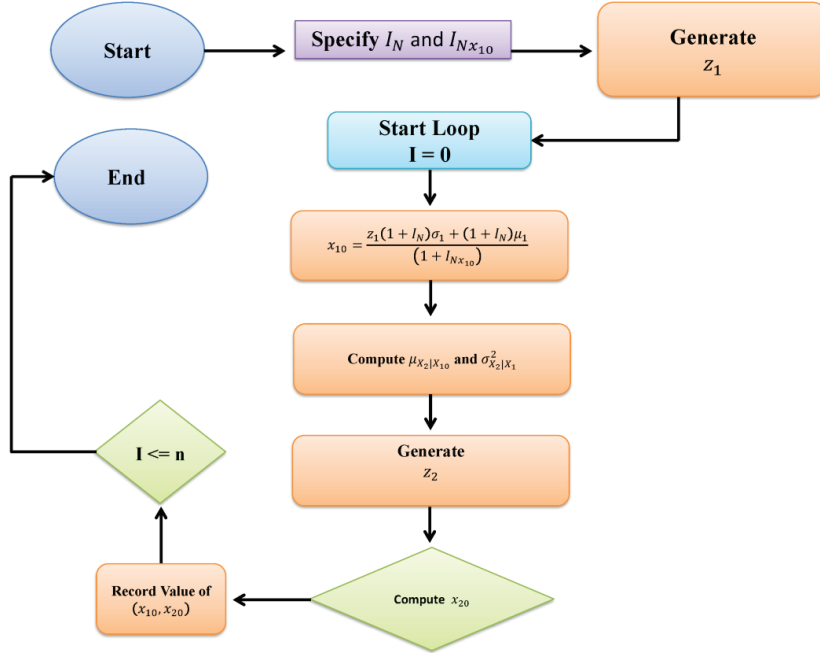 Start
Specify I_N and I_{Nx_{10}}
Generate
z_1
Start Loop
I = 0
x_{10} = \frac{z_1(1 + I_N)\sigma_1 + (1 + I_N)\mu_1}{(1 + I_{Nx_{10}})}
Compute \mu_{X_2|X_{10}} and \sigma^2_{X_2|X_1}
Generate
z_2
Compute x_{20}
Record Value of
(x_{10}, x_{20})
I <= n
End